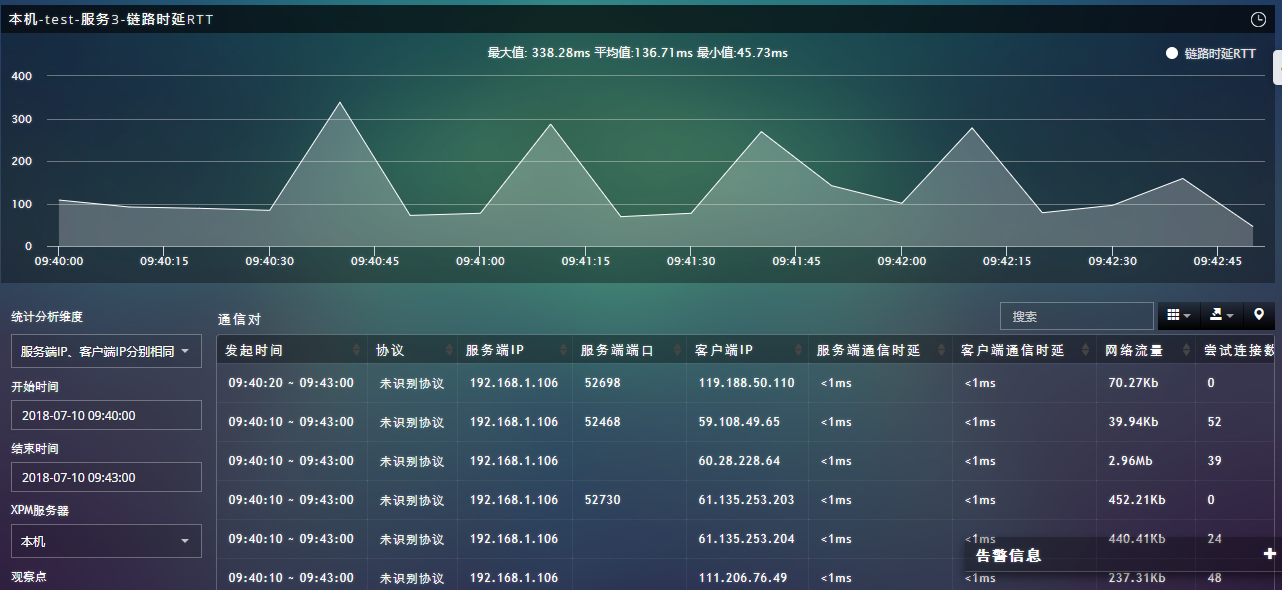 本机-test-服务3-链路时延RTT
最大值: 338.28ms 平均值:136.71ms 最小值:45.73ms
链路时延RTT
400
300
200
100
0
09:40:00 09:40:15 09:40:30 09:40:45 09:41:00 09:41:15 09:41:30 09:41:45 09:42:00 09:42:15 09:42:30 09:42:45
统计分析维度
服务端IP、客户端IP分别相同
开始时间
2018-07-10 09:40:00
结束时间
2018-07-10 09:43:00
XPM服务器
本机
观察点
通信对
搜索
发起时间 协议 服务端IP 服务端端口 客户端IP 服务端通信时延 客户端通信时延 网络流量 尝试连接数
09:40:20 ~ 09:43:00 未识别协议 192.168.1.106 52698 119.188.50.110 <1ms <1ms 70.27Kb 0
09:40:10 ~ 09:43:00 未识别协议 192.168.1.106 52468 59.108.49.65 <1ms <1ms 39.94Kb 52
09:40:10 ~ 09:43:00 未识别协议 192.168.1.106 60.28.228.64 <1ms <1ms 2.96Mb 39
09:40:10 ~ 09:43:00 未识别协议 192.168.1.106 52730 61.135.253.203 <1ms <1ms 452.21Kb 0
09:40:10 ~ 09:43:00 未识别协议 192.168.1.106 61.135.253.204 <1ms <1ms 440.41Kb 24
09:40:10 ~ 09:43:00 未识别协议 192.168.1.106 111.206.76.49 <1ms <1ms 237.31Kb 48
告警信息